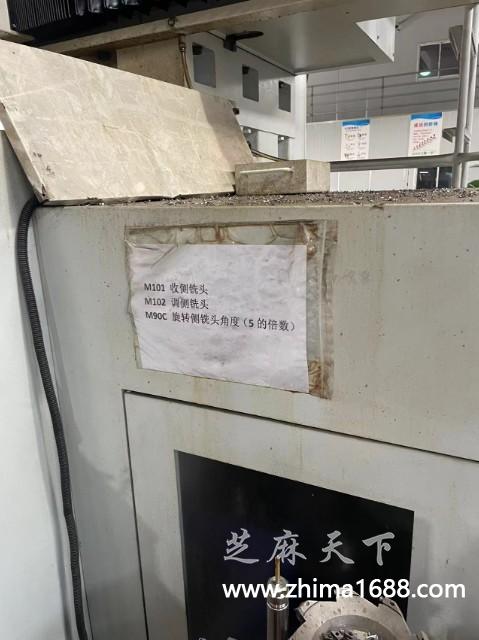 M101 收侧铣头
M102 调侧铣头
M90C 旋转侧铣头角度（5 的倍数）
芝麻天下
www.zhima1688.com